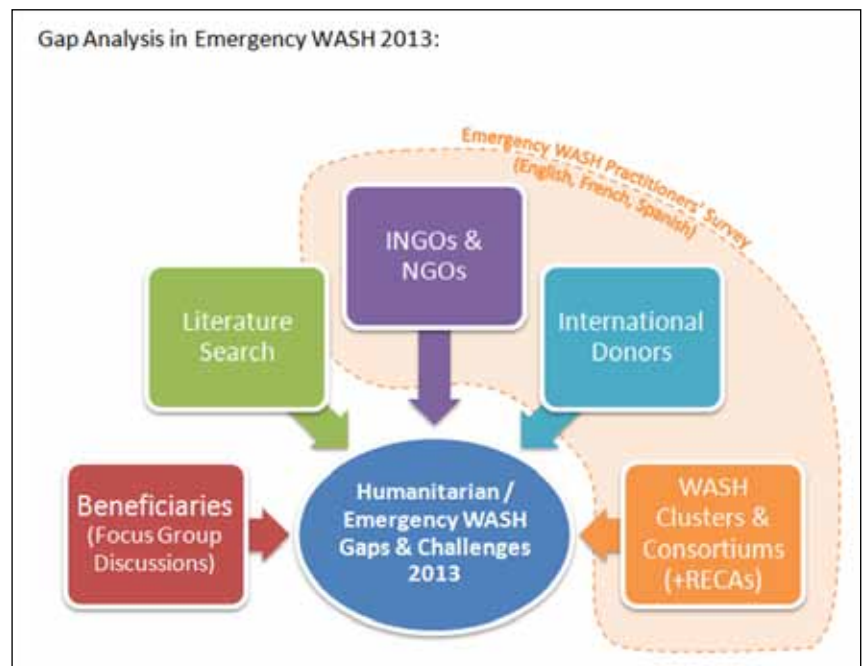 Gap Analysis in Emergency WASH 2013:
Emergency WASH Practitioners' Survey
(English, French, Spanish)
INGOs &
NGOs
Literature
Search
International
Donors
Beneficiaries
(Focus Group
Discussions)
Humanitarian /
Emergency WASH
Gaps & Challenges
2013
WASH
Clusters &
Consortiums
(+RECAs)